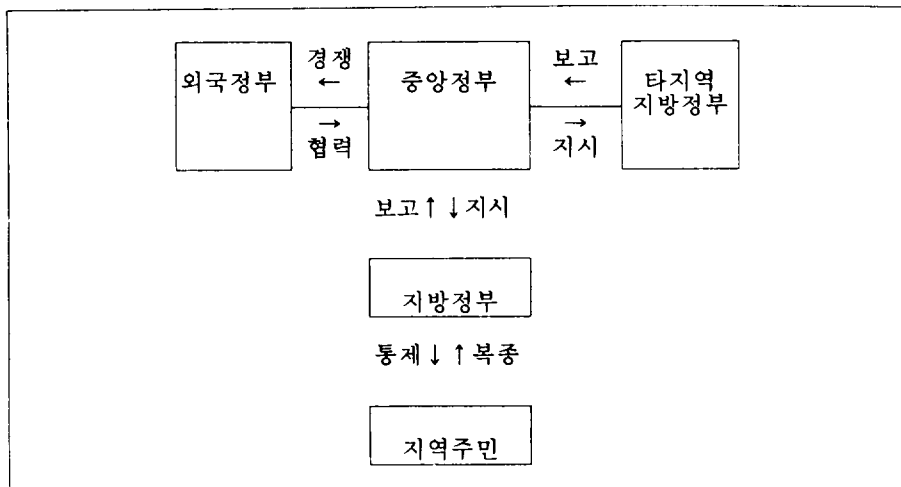 경쟁
←
보고
←
외국정부
중앙정부
타지역
지방정부
→
협력
→
지시
보고↑↓지시
지방정부
통제↓↑복종
지역주민